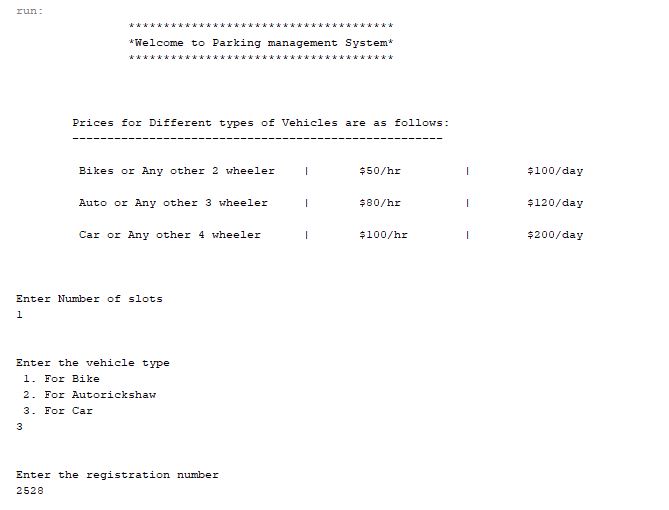 run:
**************************************
*Welcome to Parking management System*
**************************************
Prices for Different types of Vehicles are as follows:
-----------------------------------------------------
Bikes or Any other 2 wheeler | $50/hr | $100/day
Auto or Any other 3 wheeler | $80/hr | $120/day
Car or Any other 4 wheeler | $100/hr | $200/day
Enter Number of slots
1
Enter the vehicle type
1. For Bike
2. For Autorickshaw
3. For Car
3
Enter the registration number
2528